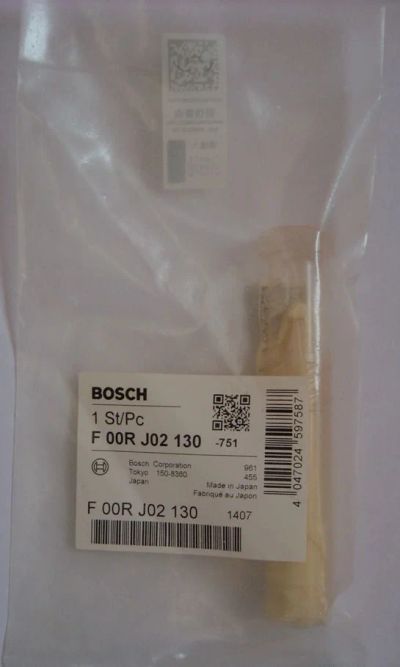 BOSCH
1 St/Pc
F 00R J02 130 -751
Bosch Corporation 961
Tokyo 150-8360 455
Japan Made in Japan
Fabriqué au Japon
F 00R J02 130 1407
4 047024 597587